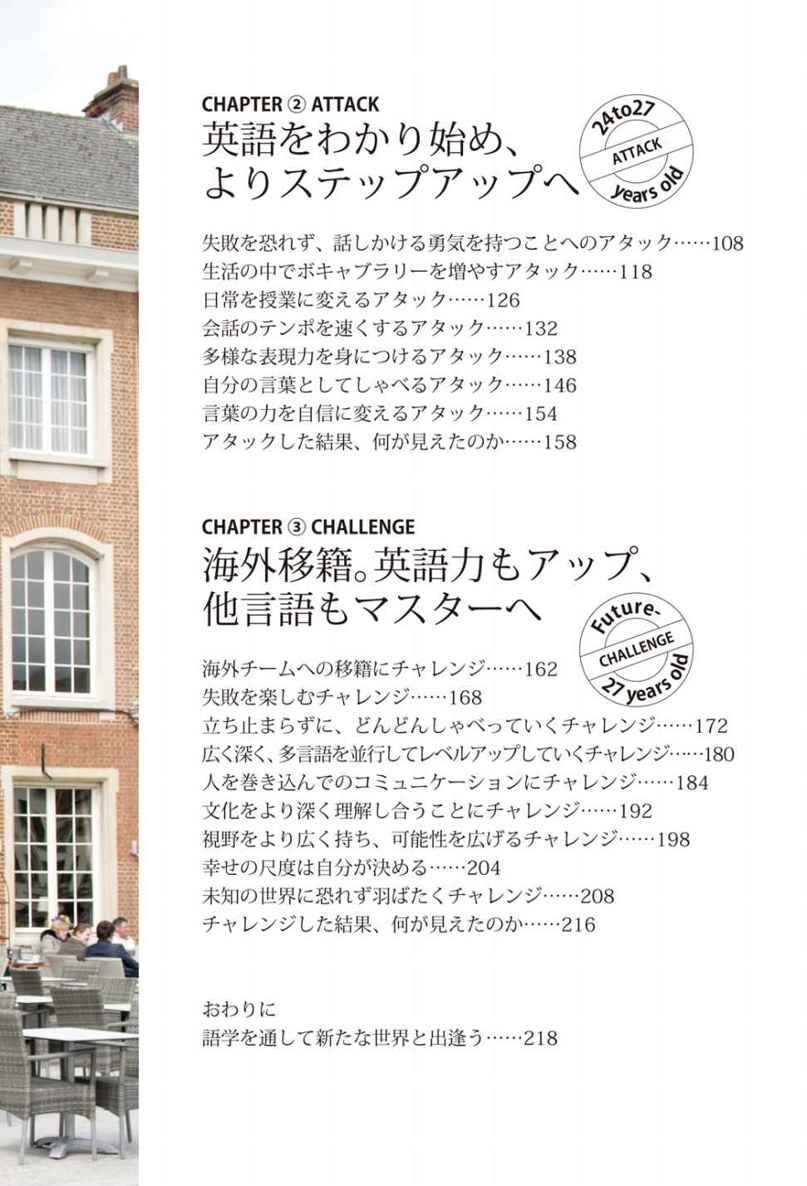 CHAPTER ② ATTACK
英語をわかり始め、
よりステップアップへ
24to27
ATTACK
years old
失敗を恐れず、話しかける勇気を持つことへのアタック……108
生活の中でボキャブラリーを増やすアタック……118
日常を授業に変えるアタック……126
会話のテンポを速くするアタック……132
多様な表現力を身につけるアタック……138
自分の言葉としてしゃべるアタック……146
言葉の力を自信に変えるアタック……154
アタックした結果、何が見えたのか……158
CHAPTER ③ CHALLENGE
海外移籍。英語力もアップ、
他言語もマスターへ
Future-
CHALLENGE
27 years old
海外チームへの移籍にチャレンジ……162
失敗を楽しむチャレンジ……168
立ち止まらずに、どんどんしゃべっていくチャレンジ……172
広く深く、多言語を並行してレベルアップしていくチャレンジ……180
人を巻き込んでのコミュニケーションにチャレンジ……184
文化をより深く理解し合うことにチャレンジ……192
視野をより広く持ち、可能性を広げるチャレンジ……198
幸せの尺度は自分が決める……204
未知の世界に恐れず羽ばたくチャレンジ……208
チャレンジした結果、何が見えたのか……216
おわりに
語学を通して新たな世界と出逢う……218